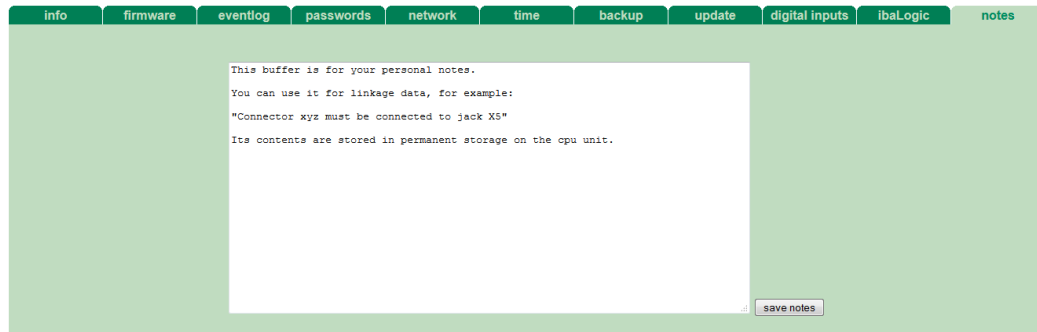 info firmware eventlog passwords network time backup update digital inputs ibaLogic notes
This buffer is for your personal notes.
You can use it for linkage data, for example:
"Connector xyz must be connected to jack X5"
Its contents are stored in permanent storage on the cpu unit.
save notes